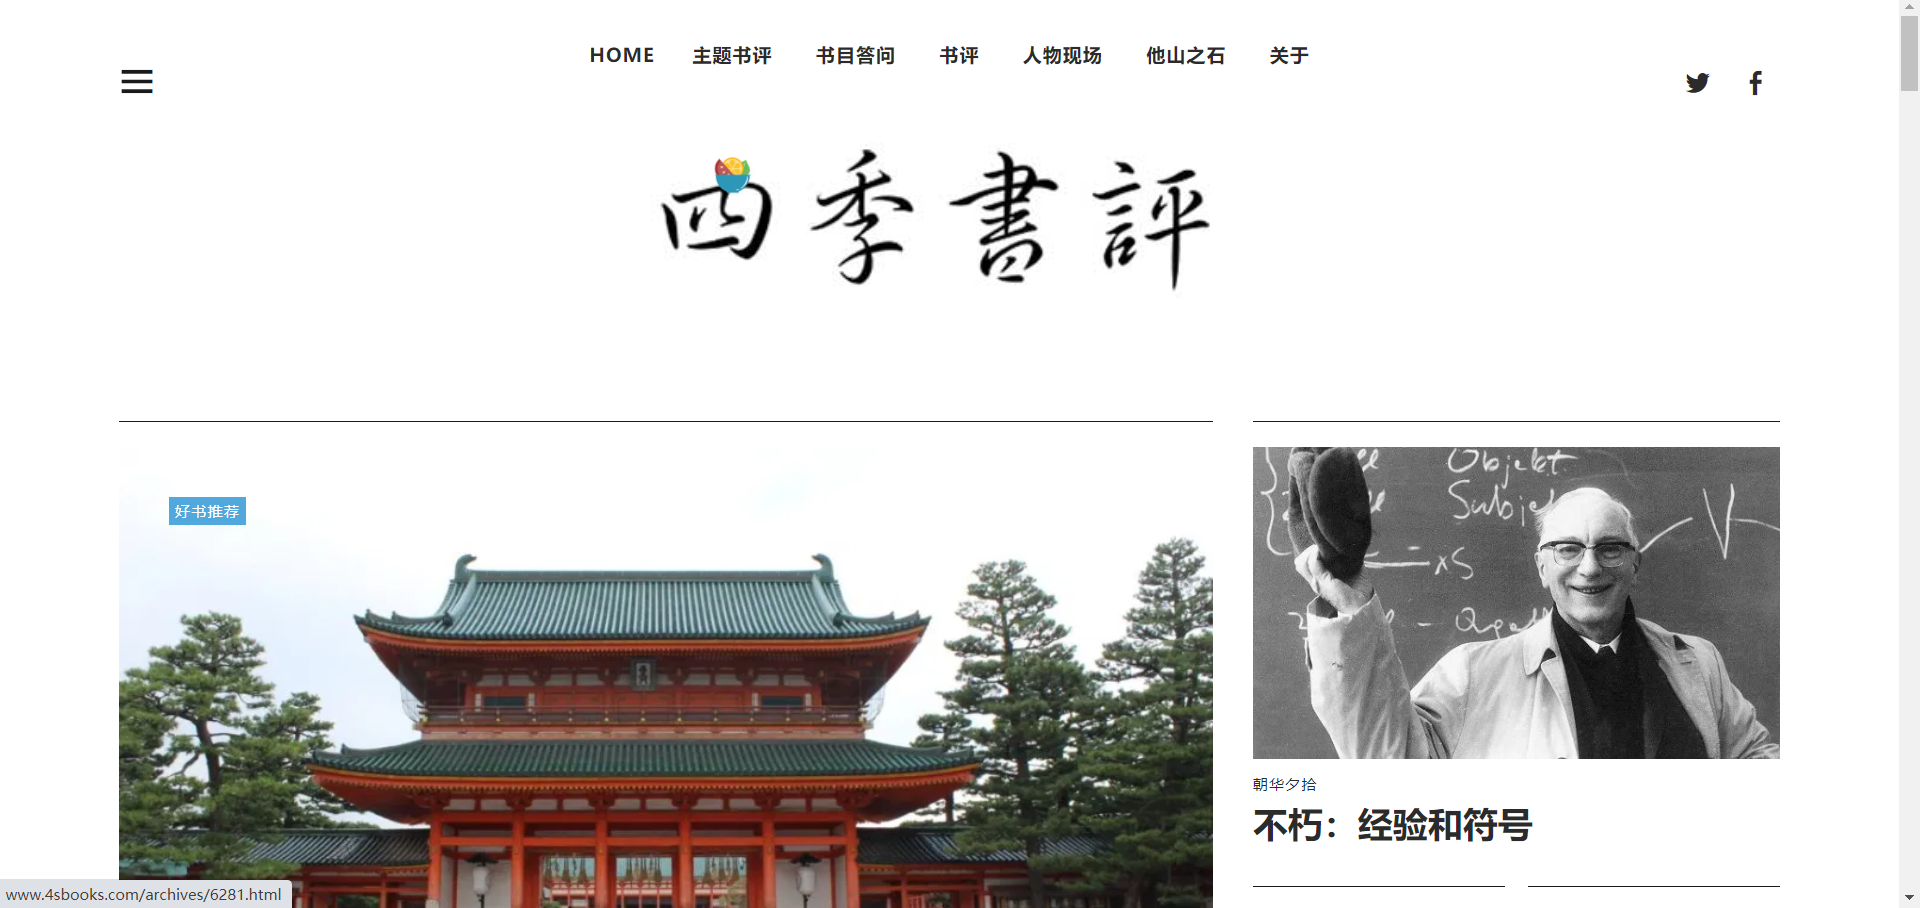 HOME 主题书评 书目答问 书评 人物现场 他山之石 关于
四季書評
好书推荐
Objekt
Subje
xS
V
朝华夕拾
不朽：经验和符号
www.4sbooks.com/archives/6281.html